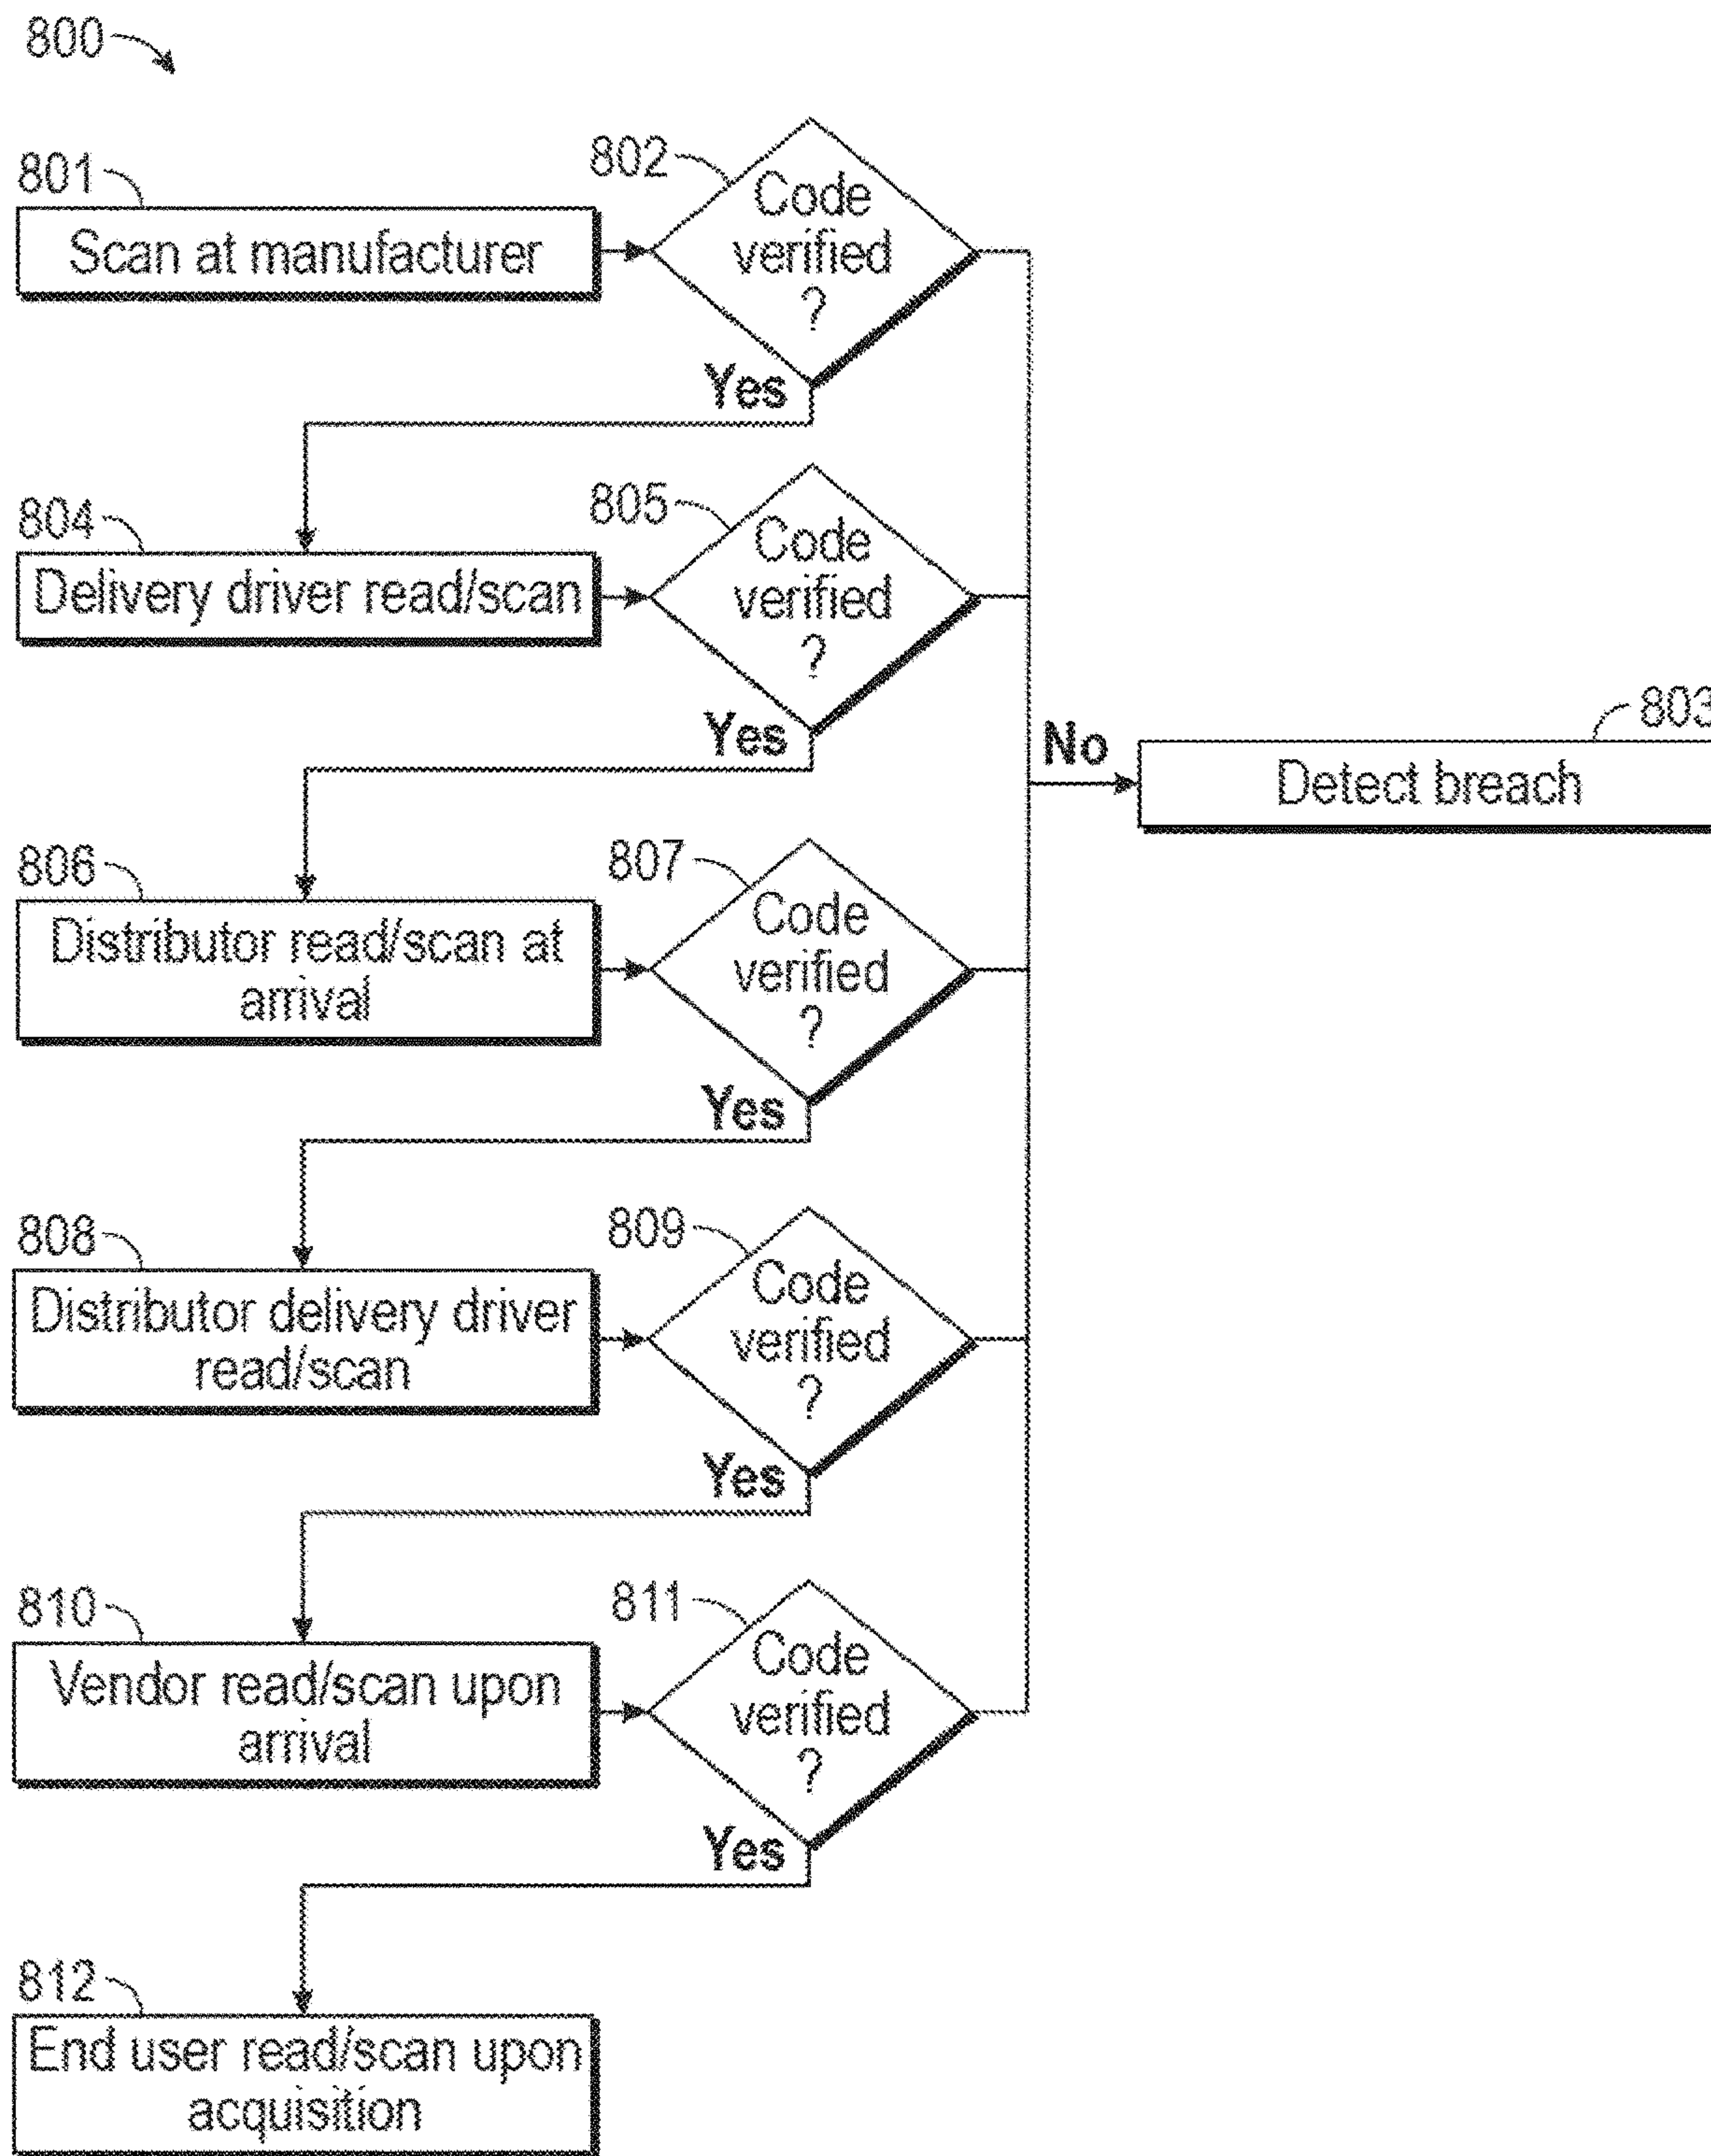 800
801
Scan at manufacturer
802
Code
verified
?
Yes
804
Delivery driver read/scan
805
Code
verified
?
Yes
No
803
Detect breach
806
Distributor read/scan at
arrival
807
Code
verified
?
Yes
808
Distributor delivery driver
read/scan
809
Code
verified
?
Yes
810
Vendor read/scan upon
arrival
811
Code
verified
?
Yes
812
End user read/scan upon
acquisition